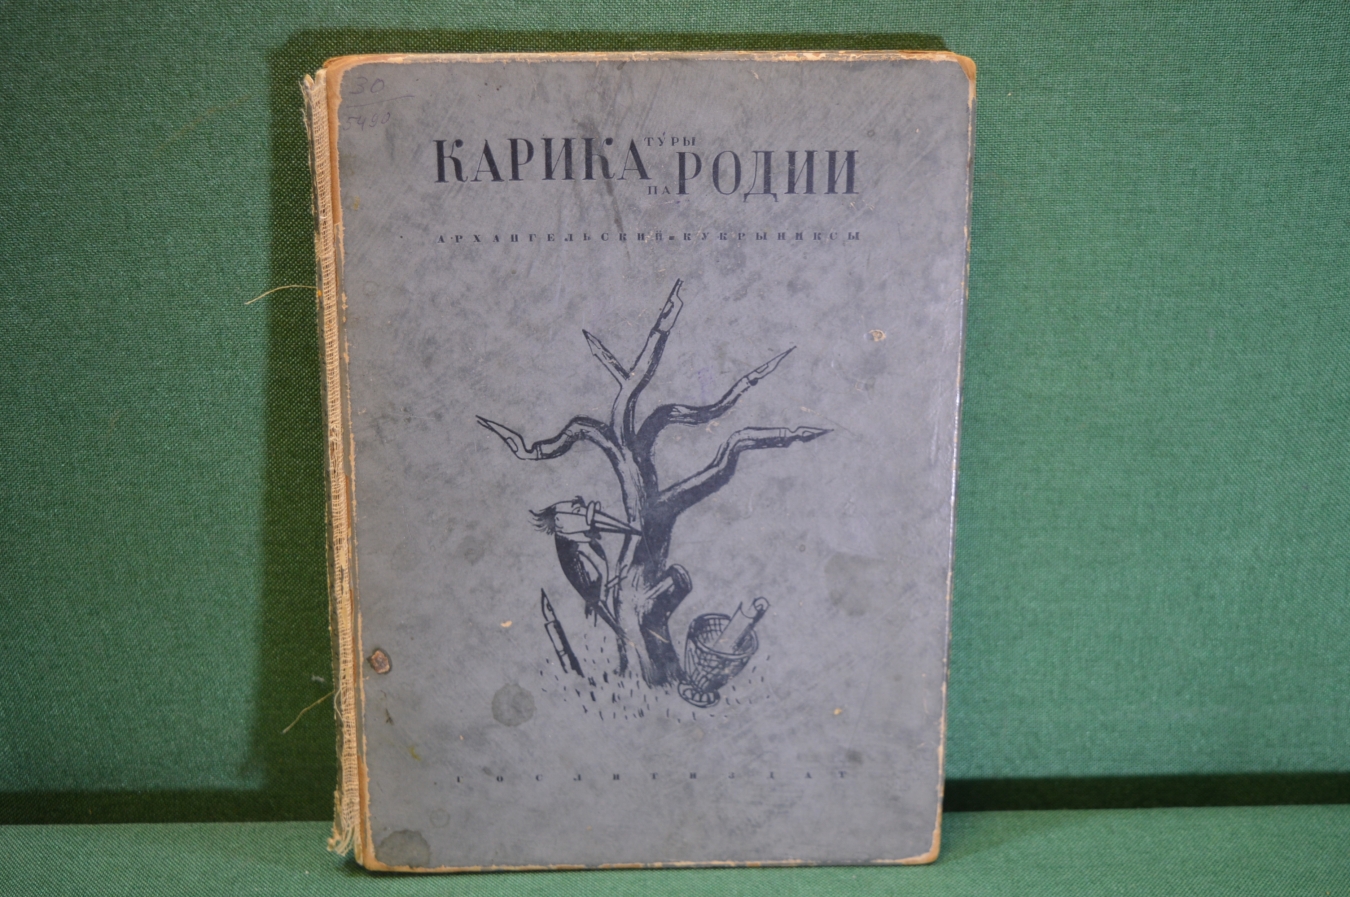 30
КАРИКАТУРЫ
ПАРОДИИ
АРХАНГЕЛЬСКИЙ • КУКРЫНИКСЫ
ГОСЛИТИЗДАТ